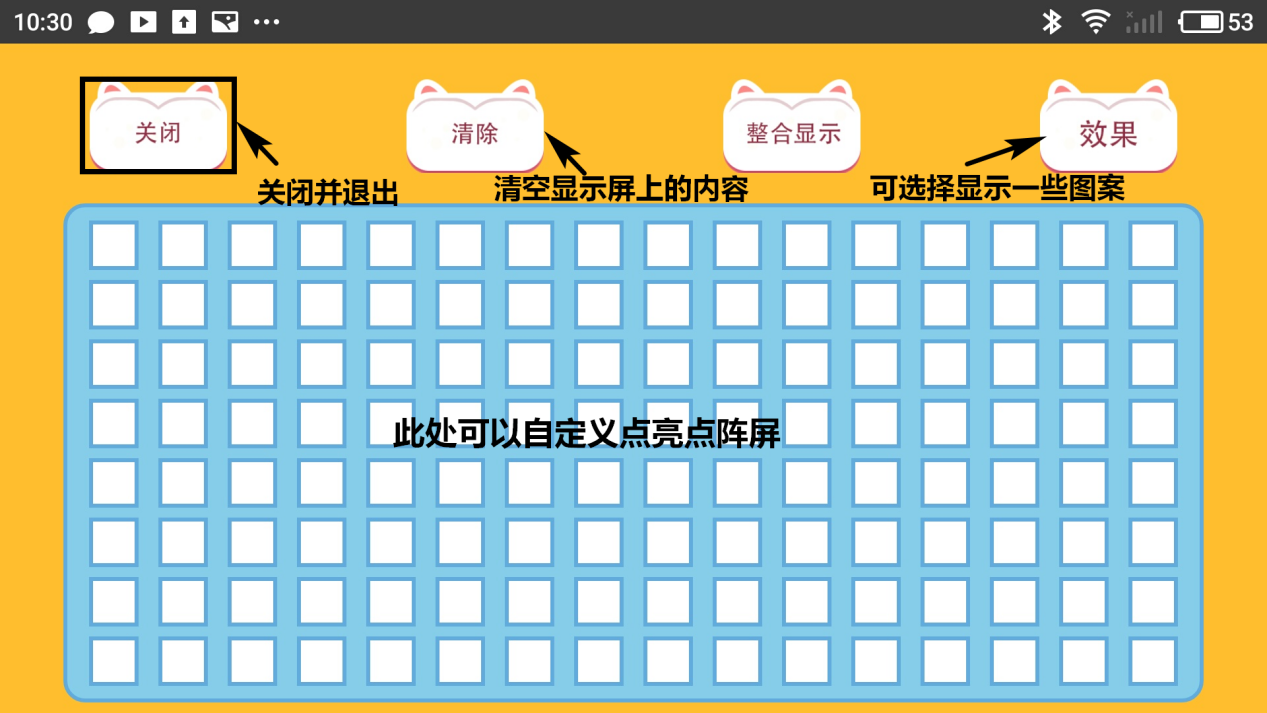 10:30
53
关闭
清除
整合显示
效果
关闭并退出
清空显示屏上的内容
可选择显示一些图案
此处可以自定义点亮点阵屏